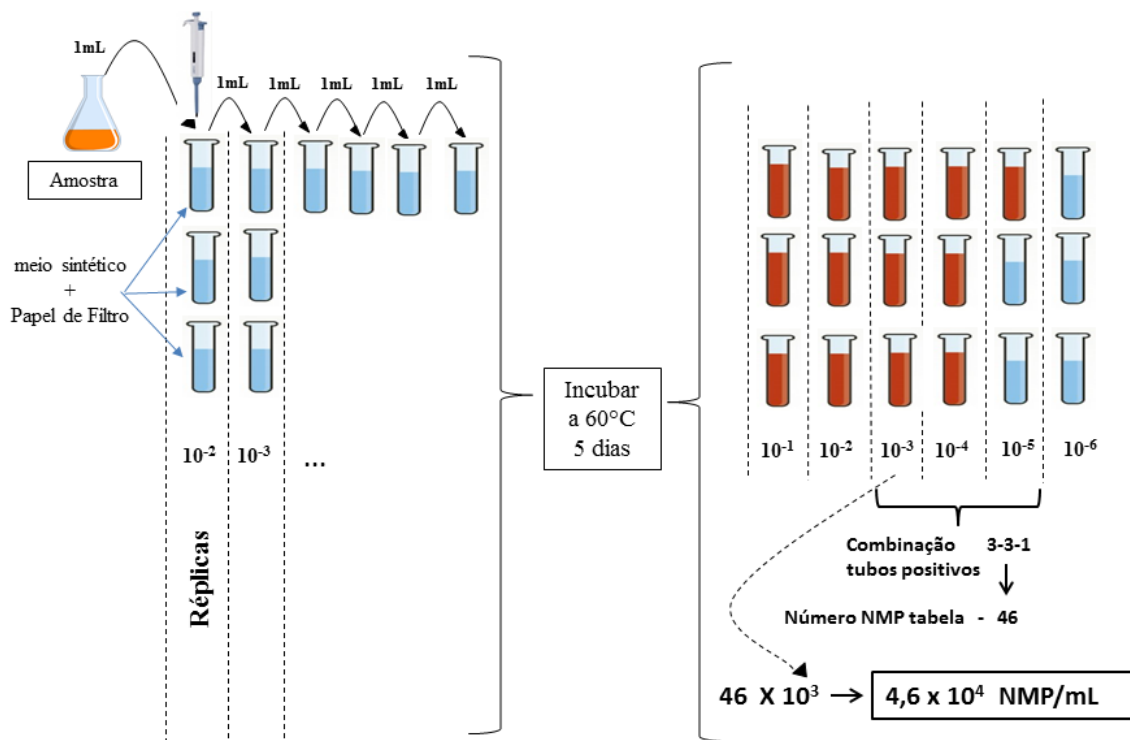 1mL
1mL
1mL
1mL
1mL
1mL
Amostra
meio sintético
+
Papel de Filtro
10-2
10-3
...
Réplicas
Incubar
a 60°C
5 dias
10-1
10-2
10-3
10-4
10-5
10-6
Combinação 3-3-1
tubos positivos
Número NMP tabela - 46
46 X 10³
4,6 x 10⁴ NMP/mL